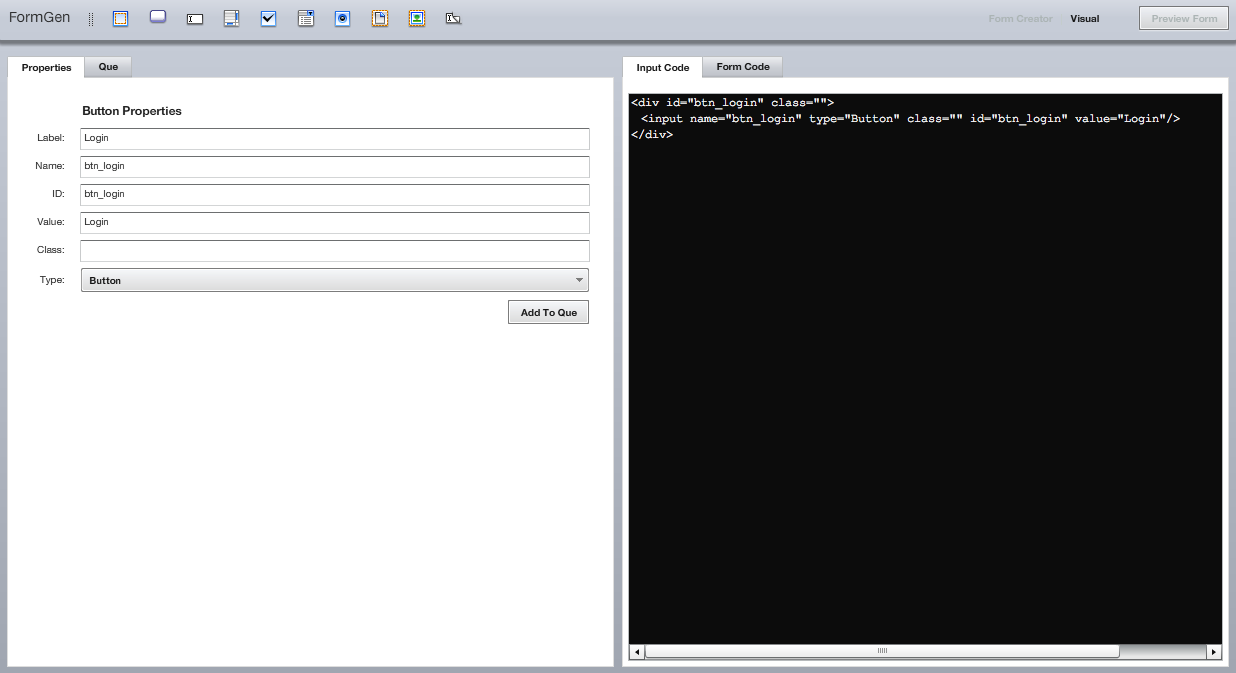 FormGen
Form Creator
Visual
Preview Form
Properties
Que
Button Properties
Label: Login
Name: btn_login
ID: btn_login
Value: Login
Class:
Type: Button
Add To Que
Input Code
Form Code
<div id="btn_login" class="">
<input name="btn_login" type="Button" class="" id="btn_login" value="Login"/>
</div>